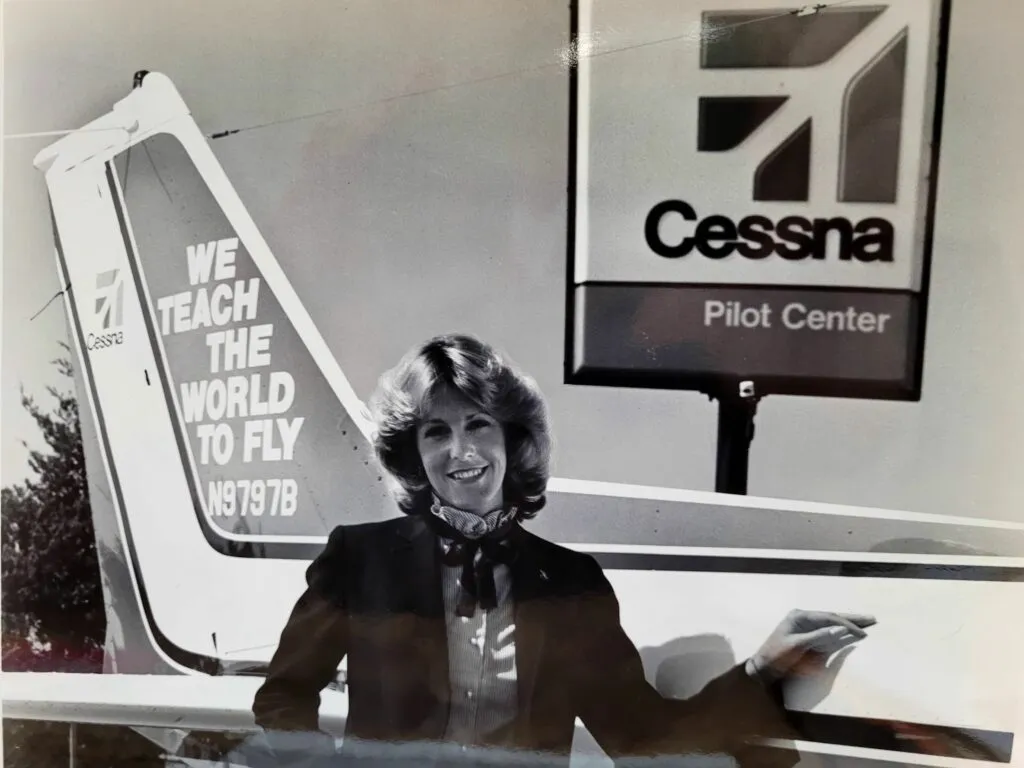 WE
TEACH
THE
WORLD
TO FLY
N9797B
Cessna
Cessna
Pilot Center